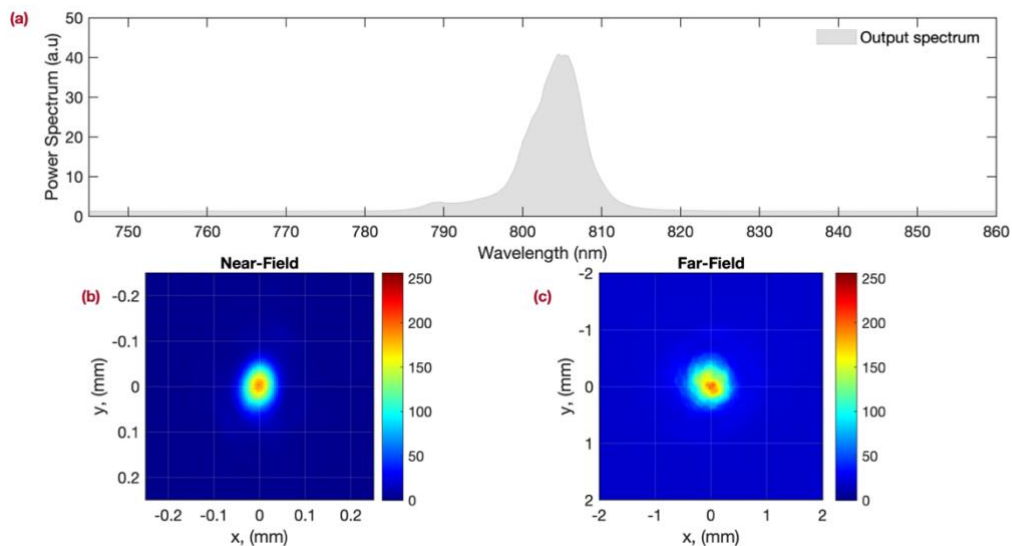 (a)
50
40
30
20
10
0
Power Spectrum (a.u)
Output spectrum
750 760 770 780 790 800 810 820 830 840 850 860
Wavelength (nm)
Near-Field
(b)
-0.2
-0.1
0
0.1
0.2
y, (mm)
-0.2 -0.1 0 0.1 0.2
x, (mm)
250
200
150
100
50
0
Far-Field
(c)
-2
-1
0
1
2
y, (mm)
-2 -1 0 1 2
x, (mm)
250
200
150
100
50
0